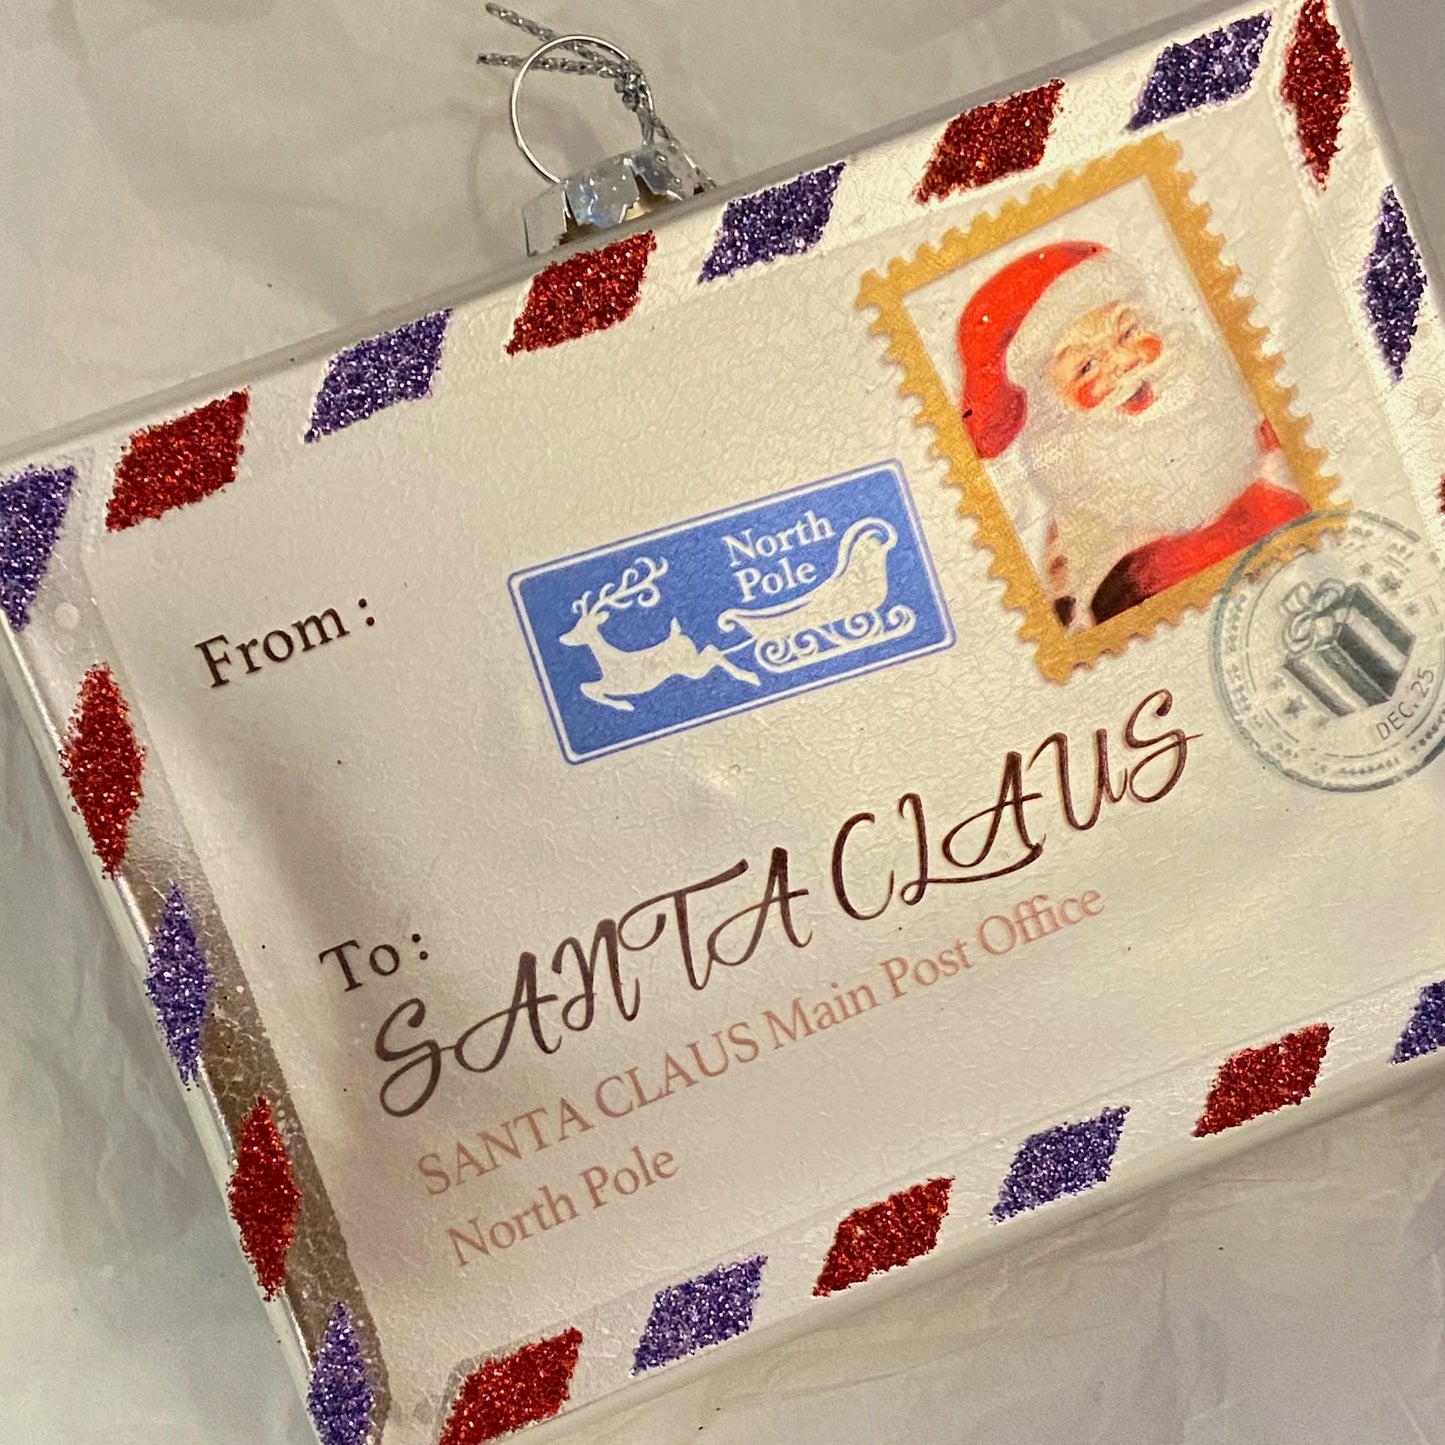 North
Pole
From :
DEC.25
To :
SANTA CLAUS
SANTA CLAUS Main Post Office
North Pole